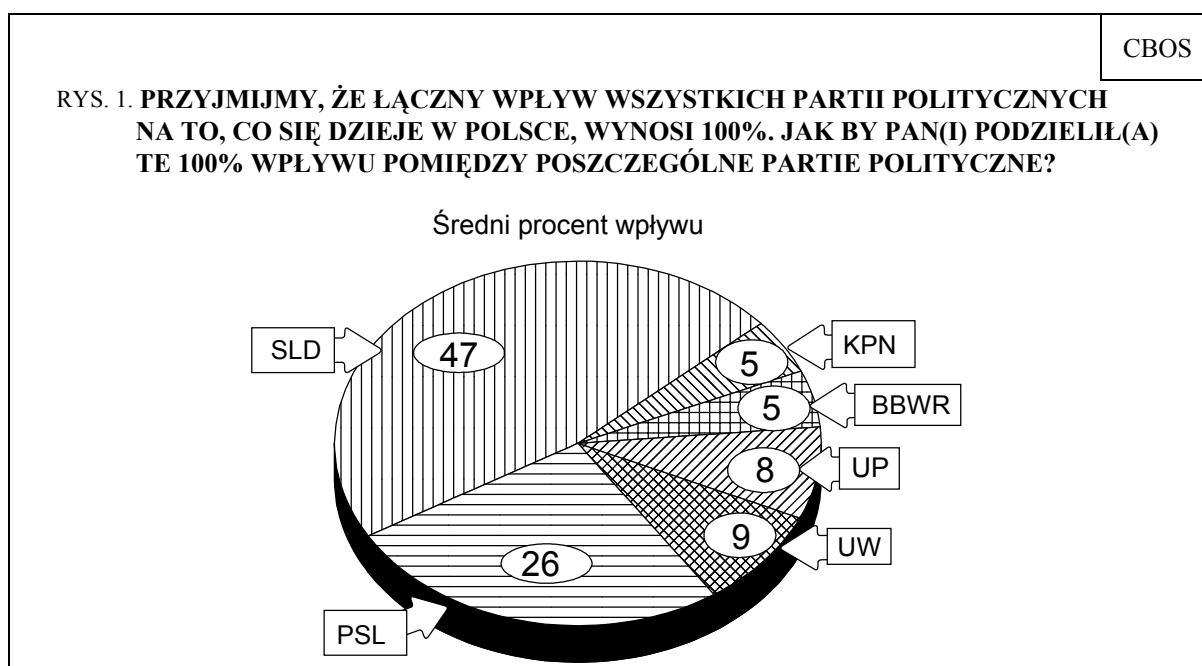 CBOS
RYS. 1. PRZYJMIJMY, ŻE ŁĄCZNY WPŁYW WSZYSTKICH PARTII POLITYCZNYCH
NA TO, CO SIĘ DZIEJE W POLSCE, WYNOSI 100%. JAK BY PAN(I) PODZIELIŁ(A)
TE 100% WPŁYWU POMIĘDZY POSZCZEGÓLNE PARTIE POLITYCZNE?
Średni procent wpływu
SLD
47
5
KPN
5
BBWR
8
UP
9
UW
26
PSL